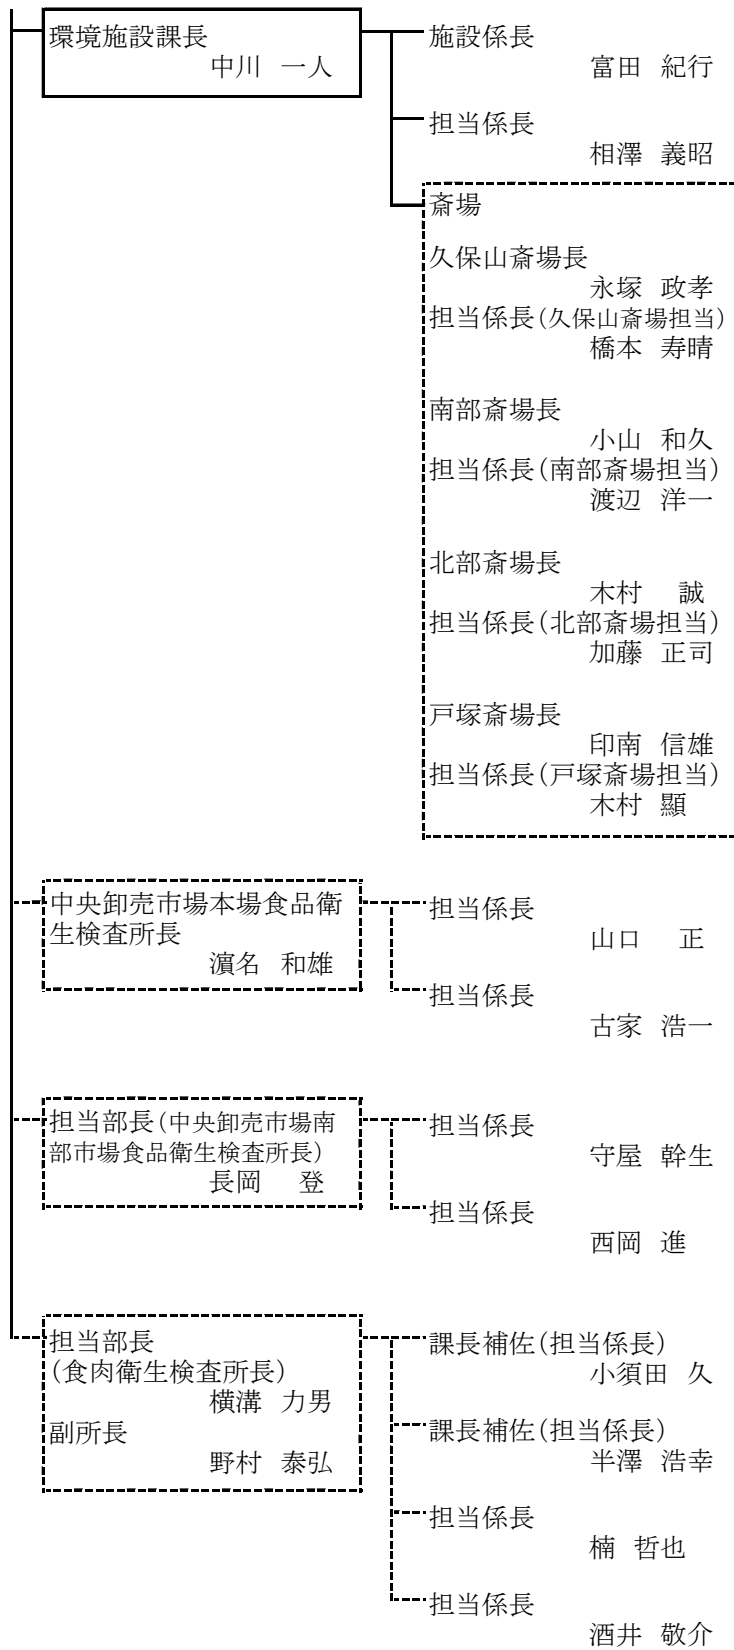 環境施設課長
中川 一人
施設係長
富田 紀行
担当係長
相澤 義昭
斎場
久保山斎場長
永塚 政孝
担当係長(久保山斎場担当)
橋本 寿晴
南部斎場長
小山 和久
担当係長(南部斎場担当)
渡辺 洋一
北部斎場長
木村 誠
担当係長(北部斎場担当)
加藤 正司
戸塚斎場長
印南 信雄
担当係長(戸塚斎場担当)
木村 顯
中央卸売市場本場食品衛
生検査所長
濵名 和雄
担当係長
山口 正
担当係長
古家 浩一
担当部長(中央卸売市場南
部市場食品衛生検査所長)
長岡 登
担当係長
守屋 幹生
担当係長
西岡 進
担当部長
(食肉衛生検査所長)
横溝 力男
副所長
野村 泰弘
課長補佐(担当係長)
小須田 久
課長補佐(担当係長)
半澤 浩幸
担当係長
楠 哲也
担当係長
酒井 敬介